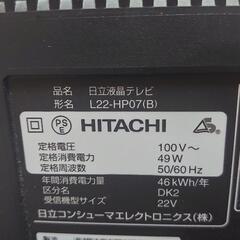 品名 日立液晶テレビ
形名 L22-HP07(B)
PS
E
HITACHI
定格電圧 100V～
定格消費電力 49W
定格周波数 50/60Hz
年間消費電力量 46kWh/年
区分名 DK2
受信機型サイズ 22V
日立コンシューマエレクトロニクス(株)